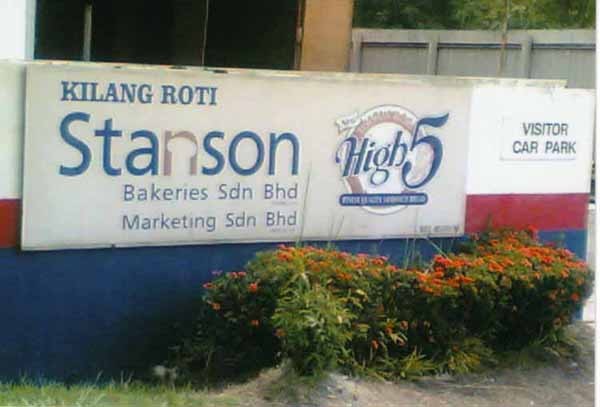 KILANG ROTI
Stanson
Bakeries Sdn Bhd
Marketing Sdn Bhd
High 5
VISITOR
CAR PARK